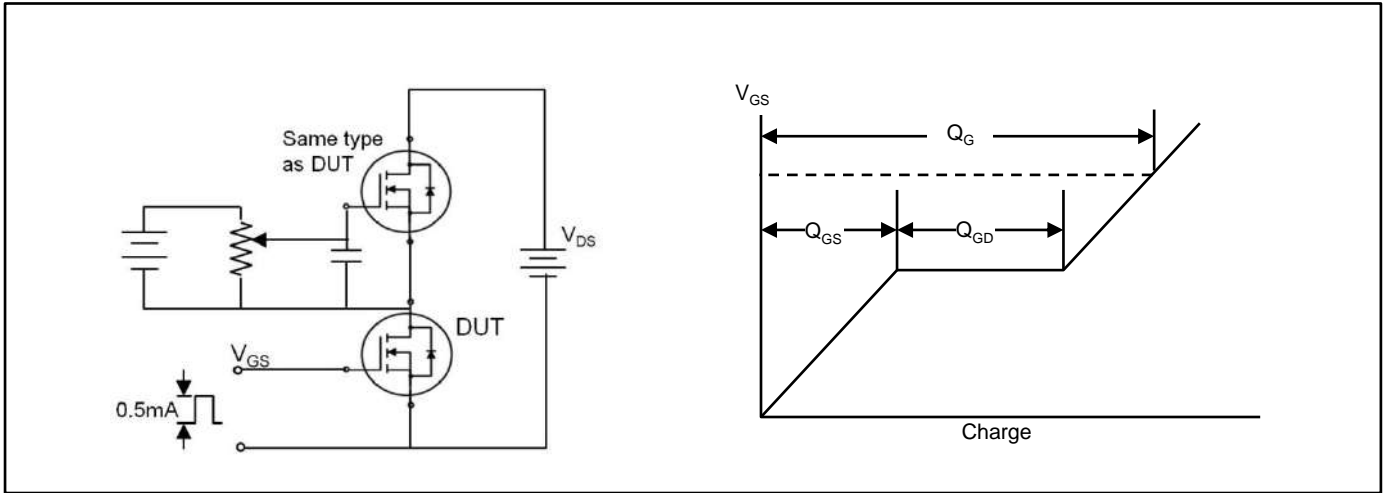 Same type
as DUT
V_DS
DUT
V_GS
0.5mA
V_GS
Q_G
Q_GS
Q_GD
Charge